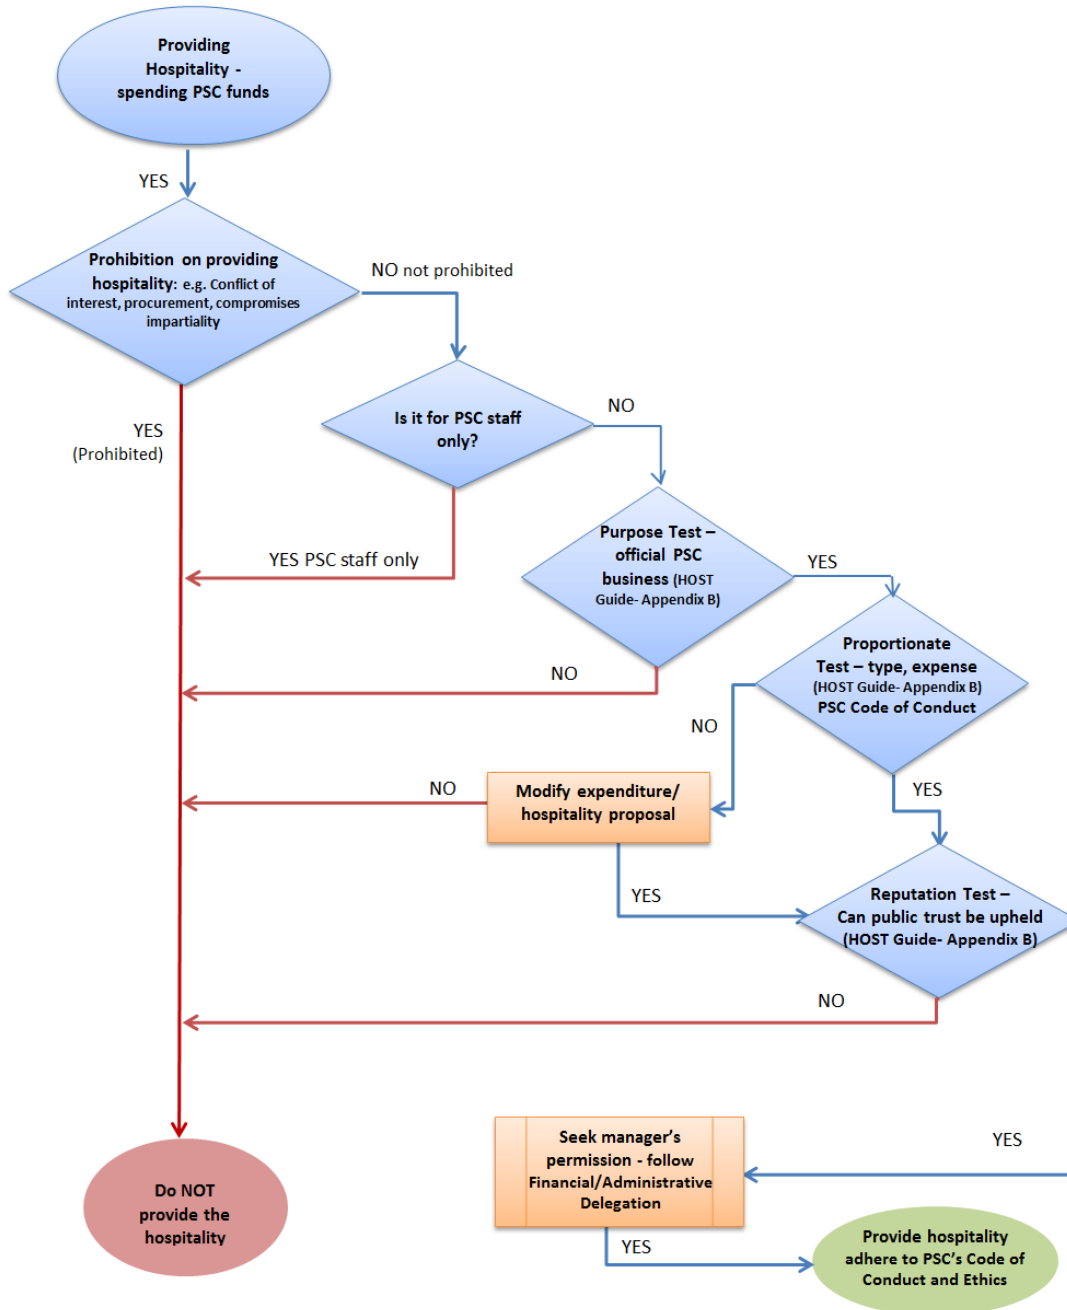 Providing
Hospitality -
spending PSC funds
YES
Prohibition on providing
hospitality: e.g. Conflict of
interest, procurement, compromises
impartiality
NO not prohibited
YES
(Prohibited)
Is it for PSC staff
only?
NO
YES PSC staff only
Purpose Test –
official PSC
business (HOST
Guide- Appendix B)
YES
NO
Proportionate
Test – type, expense
(HOST Guide- Appendix B)
PSC Code of Conduct
NO
YES
Modify expenditure/
hospitality proposal
NO
YES
Reputation Test –
Can public trust be upheld
(HOST Guide- Appendix B)
NO
YES
Seek manager’s
permission - follow
Financial/Administrative
Delegation
YES
Do NOT
provide the
hospitality
Provide hospitality
adhere to PSC’s Code of
Conduct and Ethics